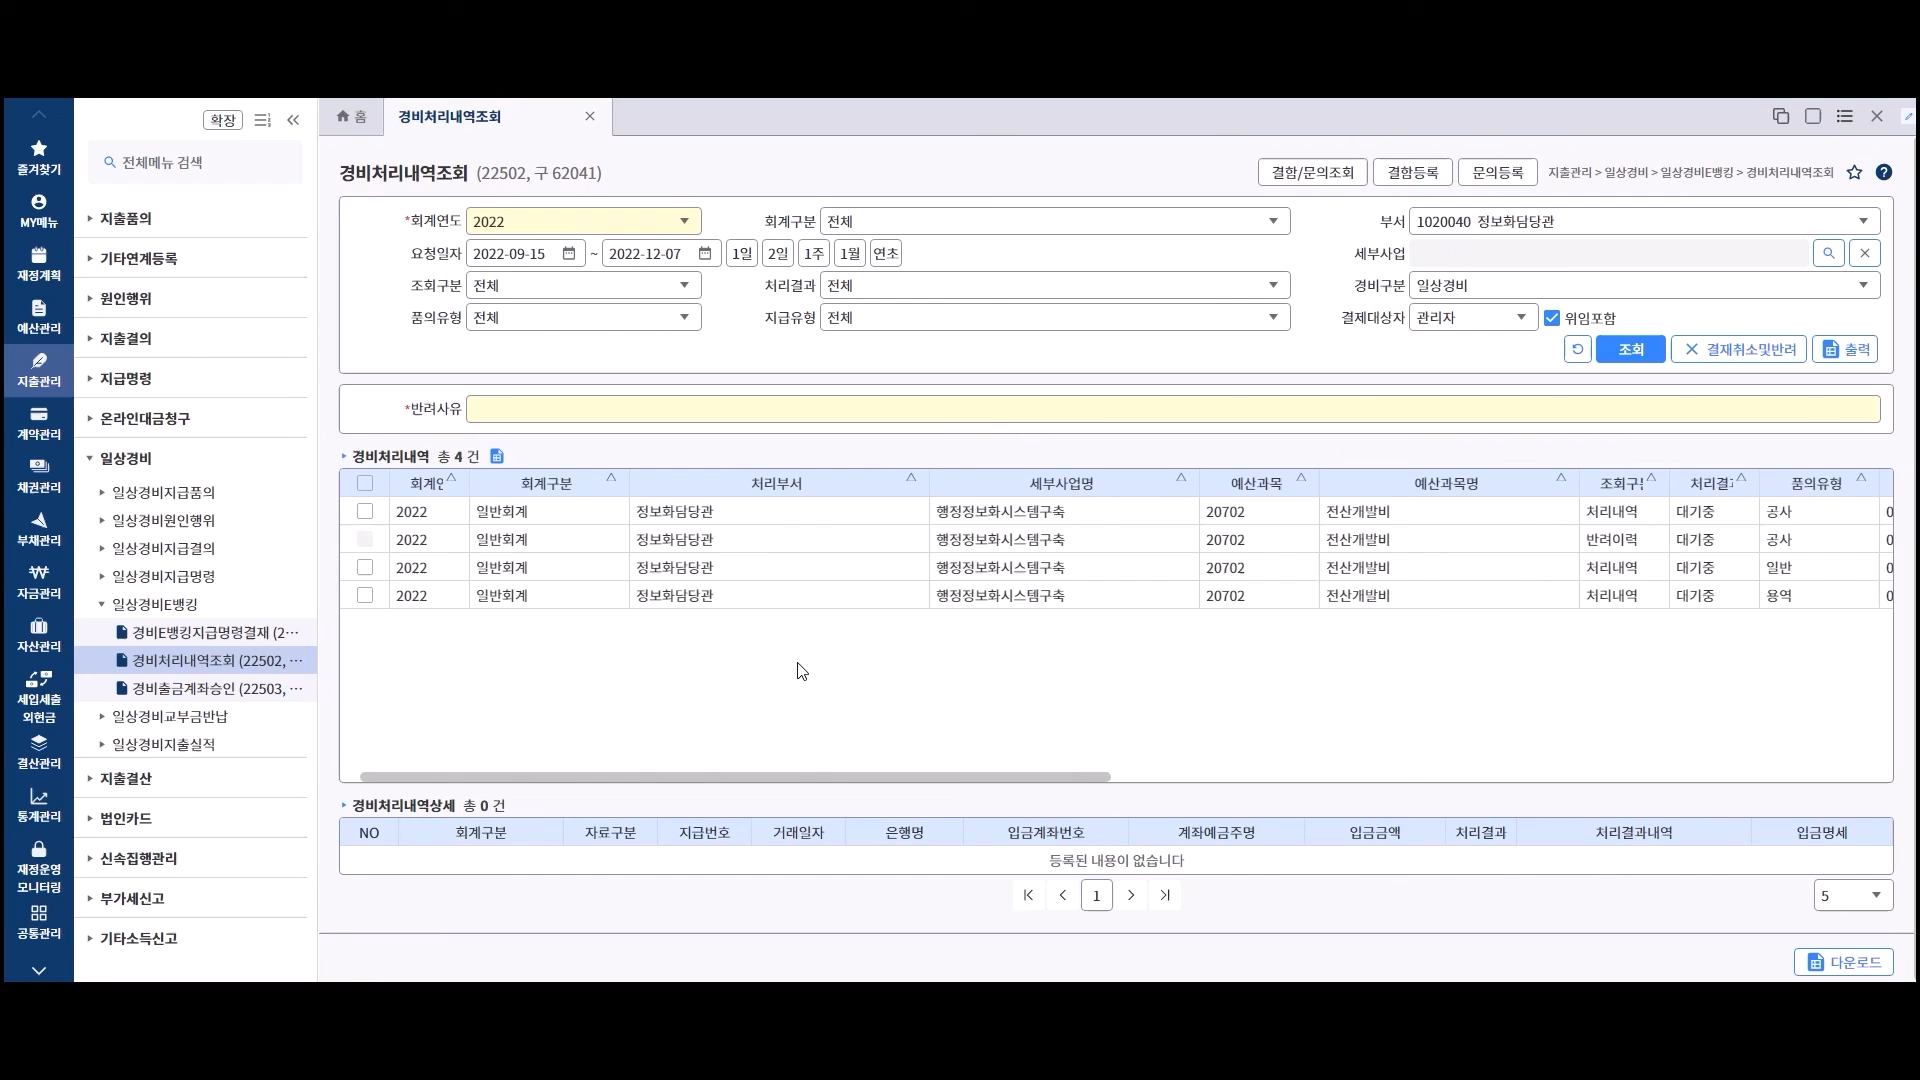 즐겨찾기
MY메뉴
재정계획
예산관리
지출관리
계약관리
채권관리
부채관리
자금관리
자산관리
세입세출
외현금
결산관리
통계관리
재정운영
모니터링
공통관리
확장
전체메뉴 검색
지출품의
기타연계등록
원인행위
지출결의
지급명령
온라인대금청구
일상경비
일상경비지급품의
일상경비원인행위
일상경비지급결의
일상경비지급명령
일상경비E뱅킹
경비E뱅킹지급명령결재 (2···
경비처리내역조회 (22502, ···
경비출금계좌승인 (22503, ···
일상경비교부금반납
일상경비지출실적
지출결산
법인카드
신속집행관리
부가세신고
기타소득신고
홈 경비처리내역조회
경비처리내역조회 (22502, 구 62041) 결함/문의조회 결함등록 문의등록 지출관리 > 일상경비 > 일상경비E뱅킹 > 경비처리내역조회
*회계연도 2022 회계구분 전체 부서 1020040 정보화담당관
요청일자 2022-09-15 ~ 2022-12-07 1일 2일 1주 1월 연초 세부사업
조회구분 전체 처리결과 전체 경비구분 일상경비
품의유형 전체 지급유형 전체 결제대상자 관리자 위임포함
조회 결재취소및반려 출력
*반려사유
경비처리내역 총 4 건
회계구분 처리부서 세부사업명 예산과목 예산과목명 품의유형
2022 일반회계 정보화담당관 행정정보화시스템구축 20702 전산개발비 처리내역 대기중 공사 0
2022 일반회계 정보화담당관 행정정보화시스템구축 20702 전산개발비 반려이력 대기중 공사 0
2022 일반회계 정보화담당관 행정정보화시스템구축 20702 전산개발비 처리내역 대기중 일반 0
2022 일반회계 정보화담당관 행정정보화시스템구축 20702 전산개발비 처리내역 대기중 용역 0
경비처리내역상세 총 0 건
NO 회계구분 자료구분 지급번호 거래일자 은행명 입금계좌번호 계좌예금주명 입금금액 처리결과 처리결과내역 입금명세
등록된 내용이 없습니다
1 5
다운로드